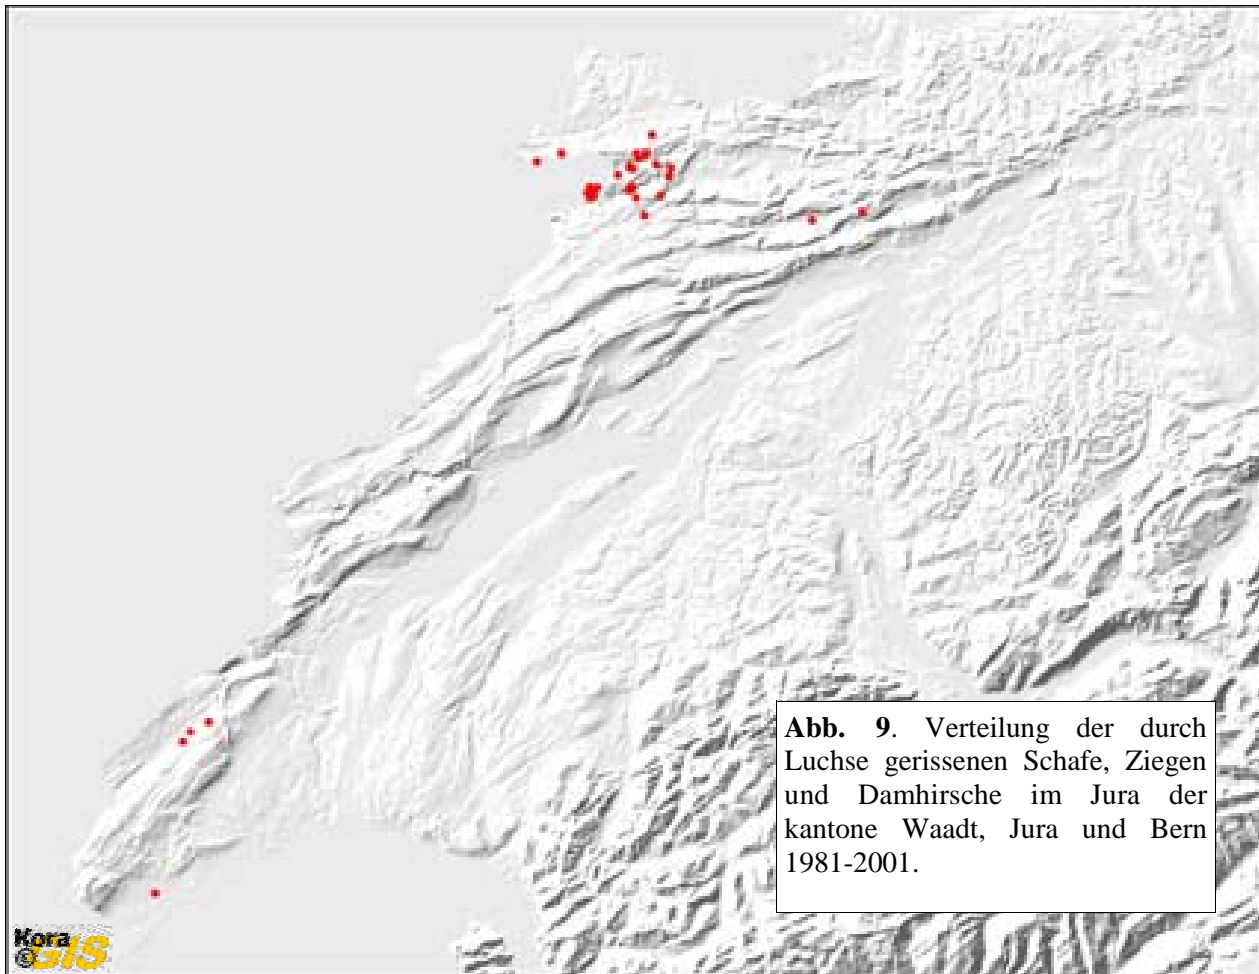 Abb. 9. Verteilung der durch
Luchse gerissenen Schafe, Ziegen
und Damhirsche im Jura der
kantone Waadt, Jura und Bern
1981-2001.
Kora
©GIS